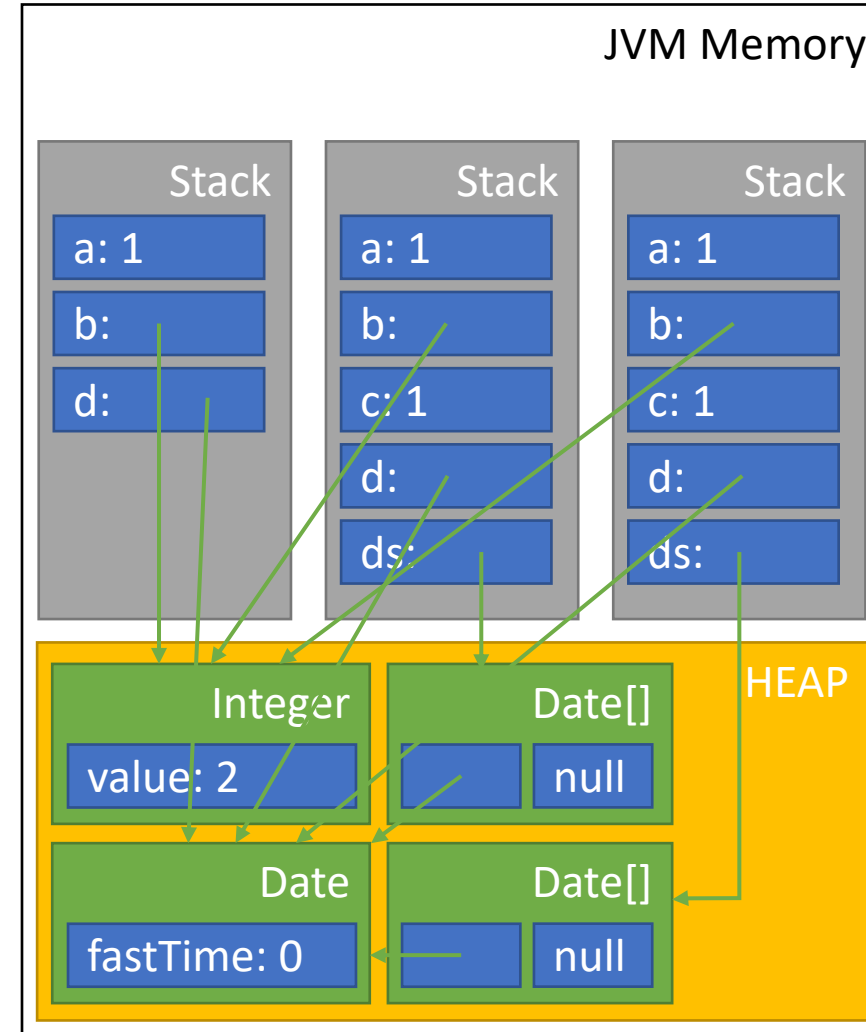 JVM Memory
Stack
a: 1
b:
d:
Stack
a: 1
b:
c: 1
d:
ds:
Stack
a: 1
b:
c: 1
d:
ds:
HEAP
Integer
value: 2
Date[]
null
Date
fastTime: 0
Date[]
null